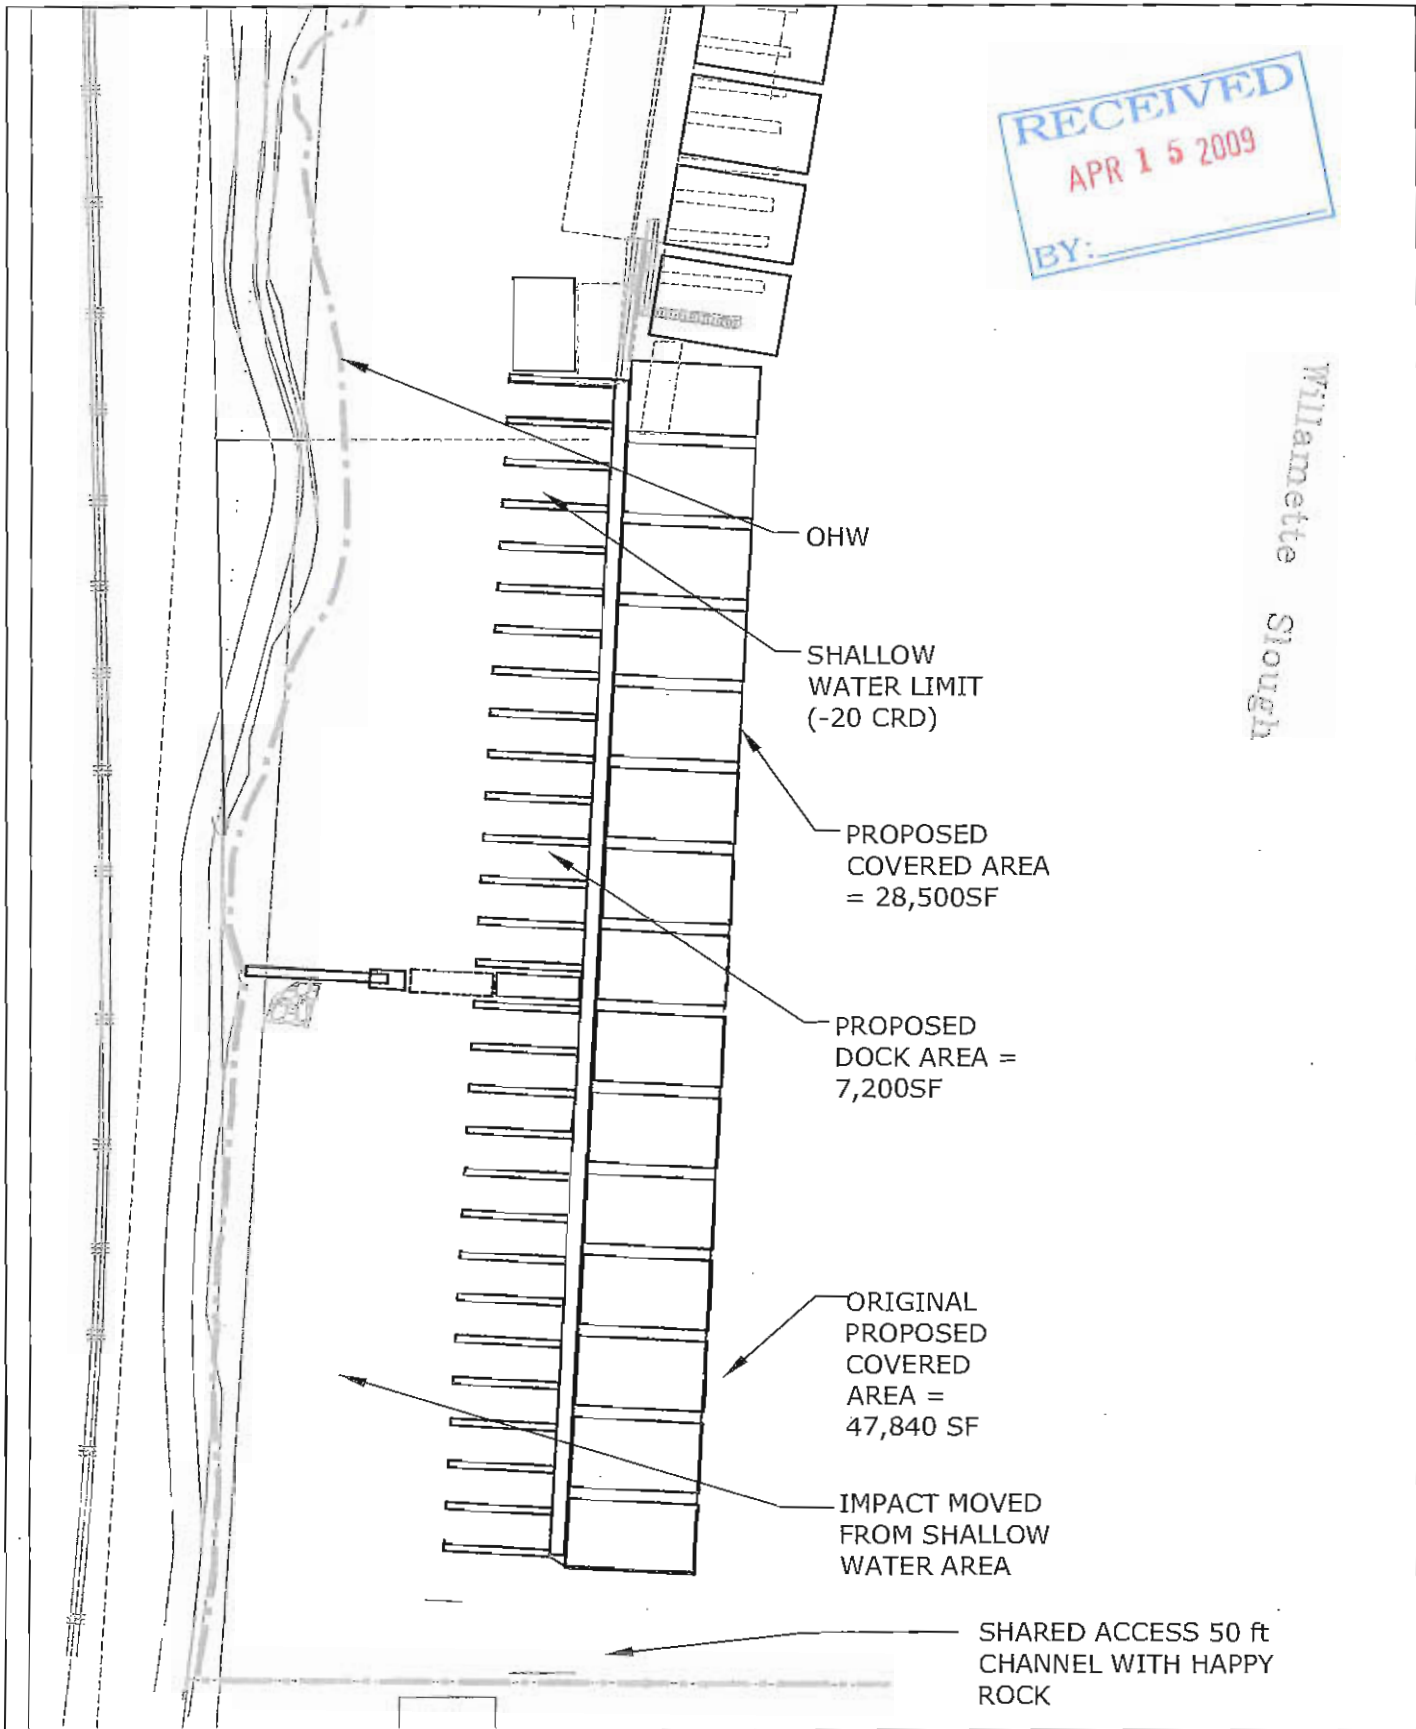 RECEIVED
APR 15 2009
BY:
Willamette Slough
OHW
SHALLOW
WATER LIMIT
(-20 CRD)
PROPOSED
COVERED AREA
= 28,500SF
PROPOSED
DOCK AREA =
7,200SF
ORIGINAL
PROPOSED
COVERED
AREA =
47,840 SF
IMPACT MOVED
FROM SHALLOW
WATER AREA
SHARED ACCESS 50 ft
CHANNEL WITH HAPPY
ROCK